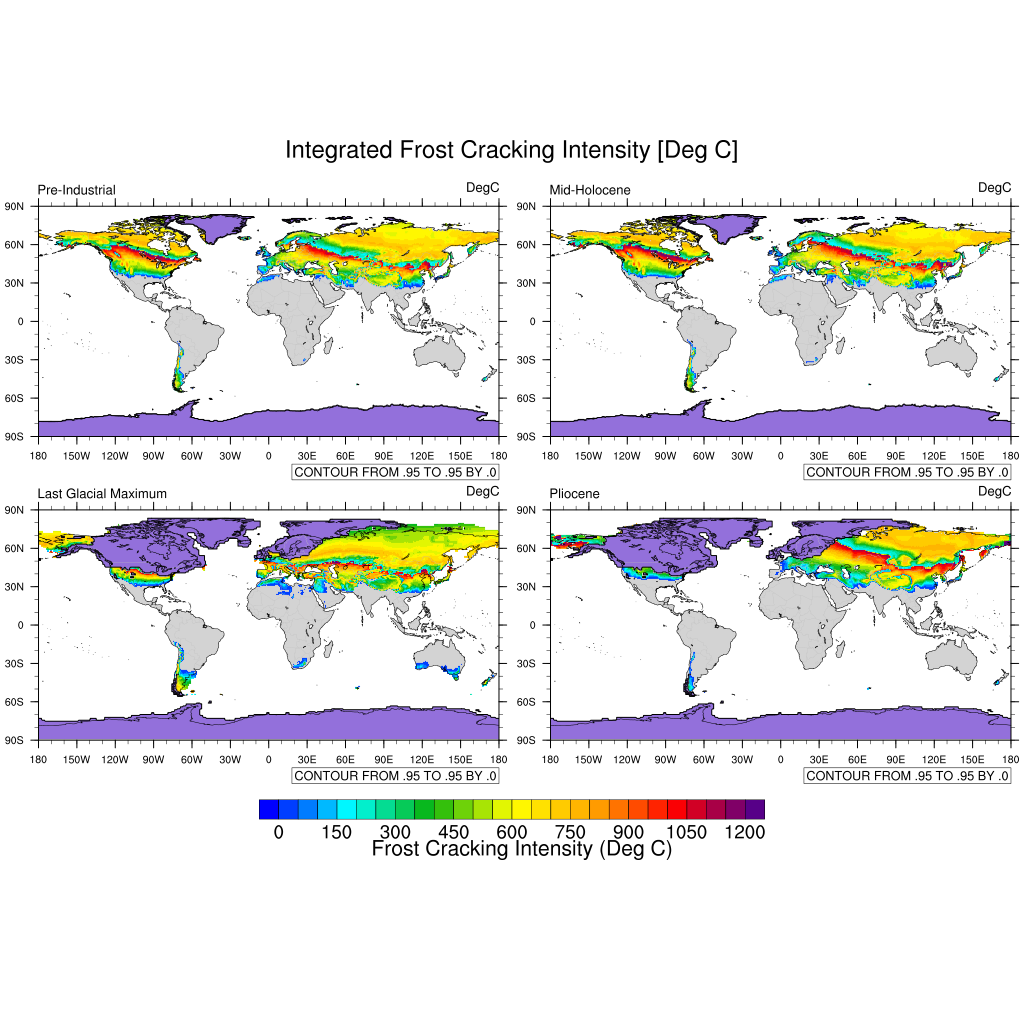 Integrated Frost Cracking Intensity [Deg C]
Pre-Industrial DegC
Mid-Holocene DegC
90N
60N
30N
0
30S
60S
90S
180 150W 120W 90W 60W 30W 0 30E 60E 90E 120E 150E 180
CONTOUR FROM .95 TO .95 BY .0
90N
60N
30N
0
30S
60S
90S
180 150W 120W 90W 60W 30W 0 30E 60E 90E 120E 150E 180
CONTOUR FROM .95 TO .95 BY .0
Last Glacial Maximum DegC
Pliocene DegC
90N
60N
30N
0
30S
60S
90S
180 150W 120W 90W 60W 30W 0 30E 60E 90E 120E 150E 180
CONTOUR FROM .95 TO .95 BY .0
90N
60N
30N
0
30S
60S
90S
180 150W 120W 90W 60W 30W 0 30E 60E 90E 120E 150E 180
CONTOUR FROM .95 TO .95 BY .0
0 150 300 450 600 750 900 1050 1200
Frost Cracking Intensity (Deg C)